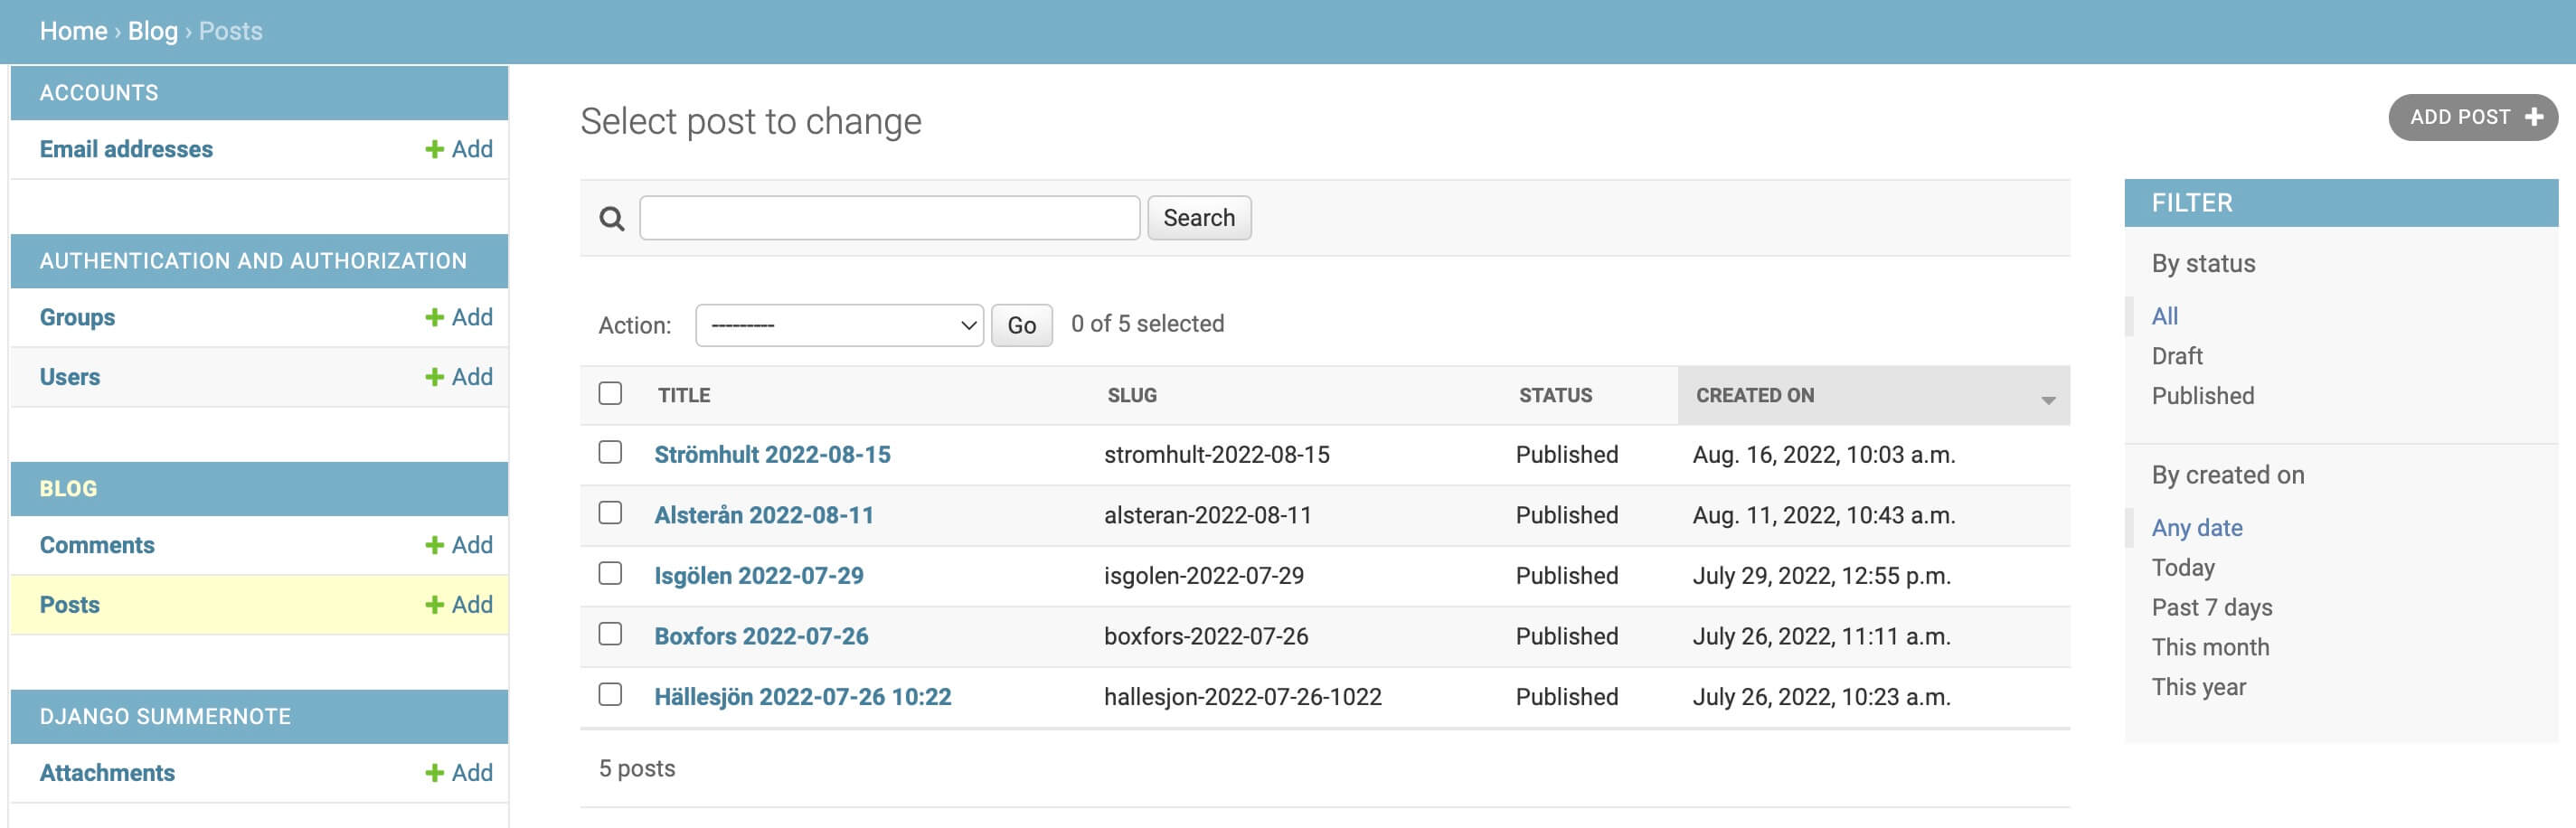 Home › Blog › Posts
ACCOUNTS
Email addresses + Add
AUTHENTICATION AND AUTHORIZATION
Groups + Add
Users + Add
BLOG
Comments + Add
Posts + Add
DJANGO SUMMERNOTE
Attachments + Add
Select post to change
ADD POST +
Search
Action: --------- Go 0 of 5 selected
TITLE SLUG STATUS CREATED ON
Strömhult 2022-08-15 stromhult-2022-08-15 Published Aug. 16, 2022, 10:03 a.m.
Alsterån 2022-08-11 alsteran-2022-08-11 Published Aug. 11, 2022, 10:43 a.m.
Isgölen 2022-07-29 isgolen-2022-07-29 Published July 29, 2022, 12:55 p.m.
Boxfors 2022-07-26 boxfors-2022-07-26 Published July 26, 2022, 11:11 a.m.
Hällesjön 2022-07-26 10:22 hallesjon-2022-07-26-1022 Published July 26, 2022, 10:23 a.m.
5 posts
FILTER
By status
All
Draft
Published
By created on
Any date
Today
Past 7 days
This month
This year